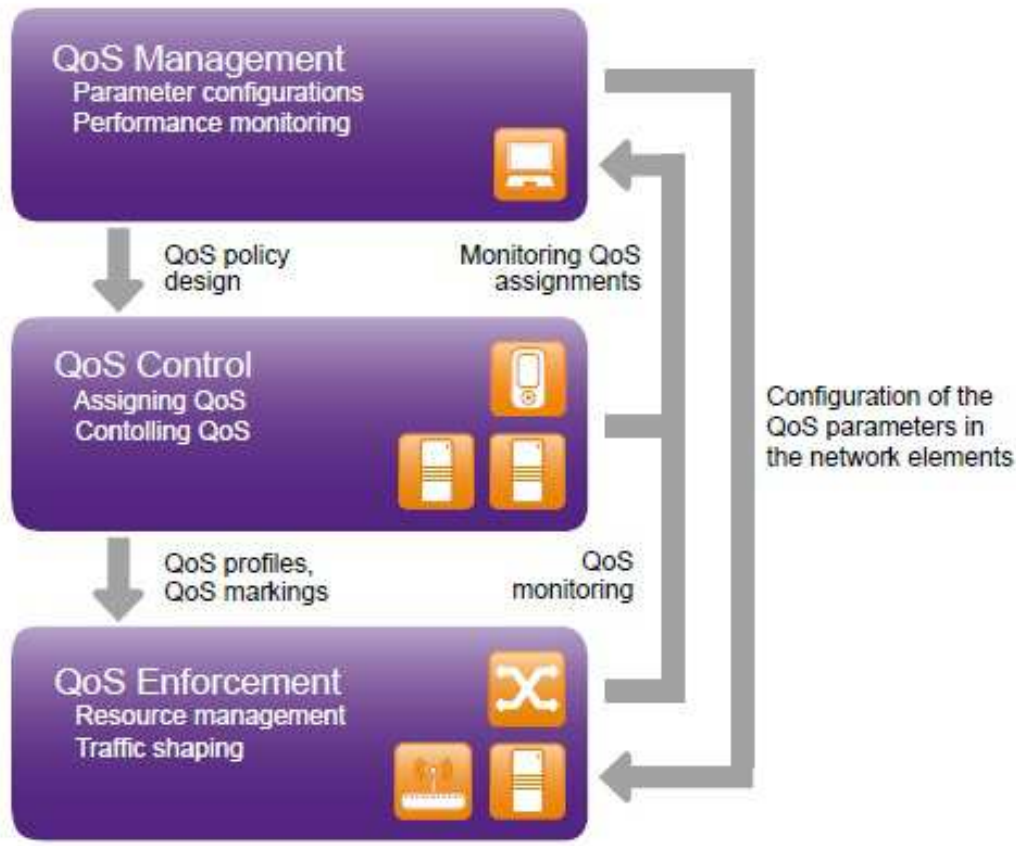 QoS Management
Parameter configurations
Performance monitoring
QoS policy
design
Monitoring QoS
assignments
QoS Control
Assigning QoS
Contolling QoS
Configuration of the
QoS parameters in
the network elements
QoS profiles,
QoS markings
QoS
monitoring
QoS Enforcement
Resource management
Traffic shaping